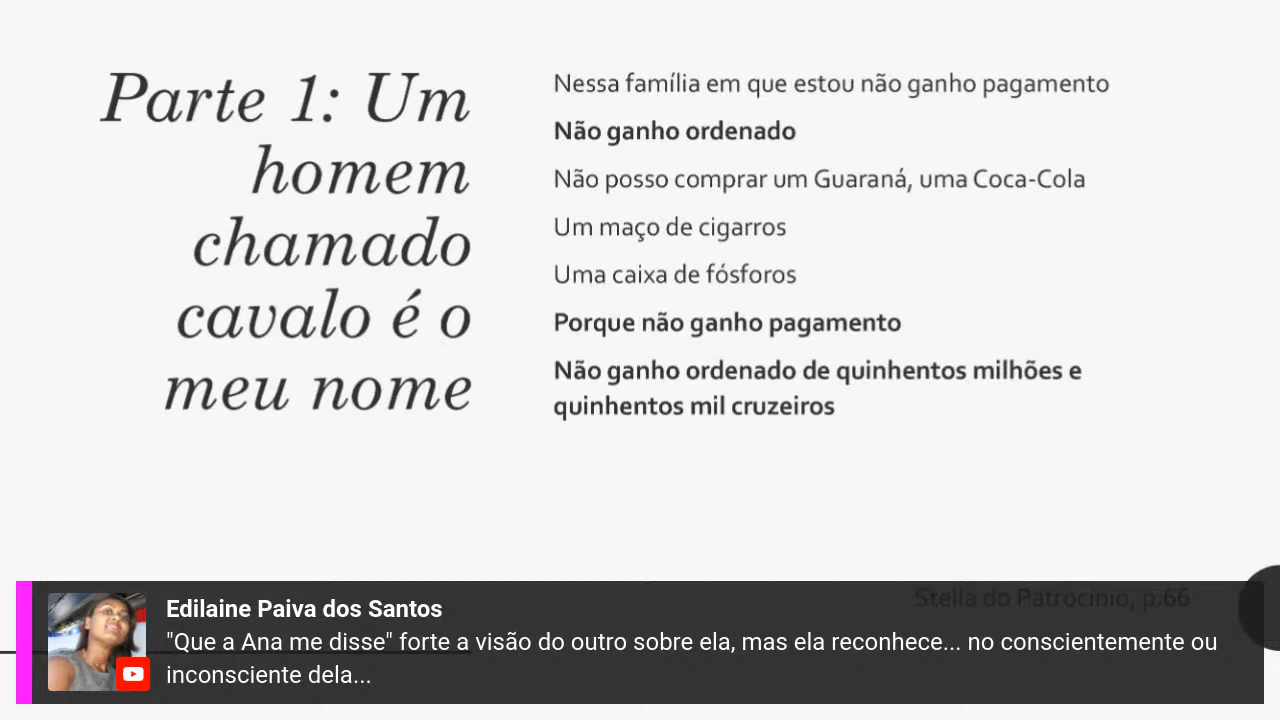 Parte 1: Um
homem
chamado
cavalo é o
meu nome
Nessa família em que estou não ganho pagamento
Não ganho ordenado
Não posso comprar um Guaraná, uma Coca-Cola
Um maço de cigarros
Uma caixa de fósforos
Porque não ganho pagamento
Não ganho ordenado de quinhentos milhões e
quinhentos mil cruzeiros
Stella do Patrocínio, p.66
Edilaine Paiva dos Santos
"Que a Ana me disse" forte a visão do outro sobre ela, mas ela reconhece... no conscientemente ou
inconsciente dela...